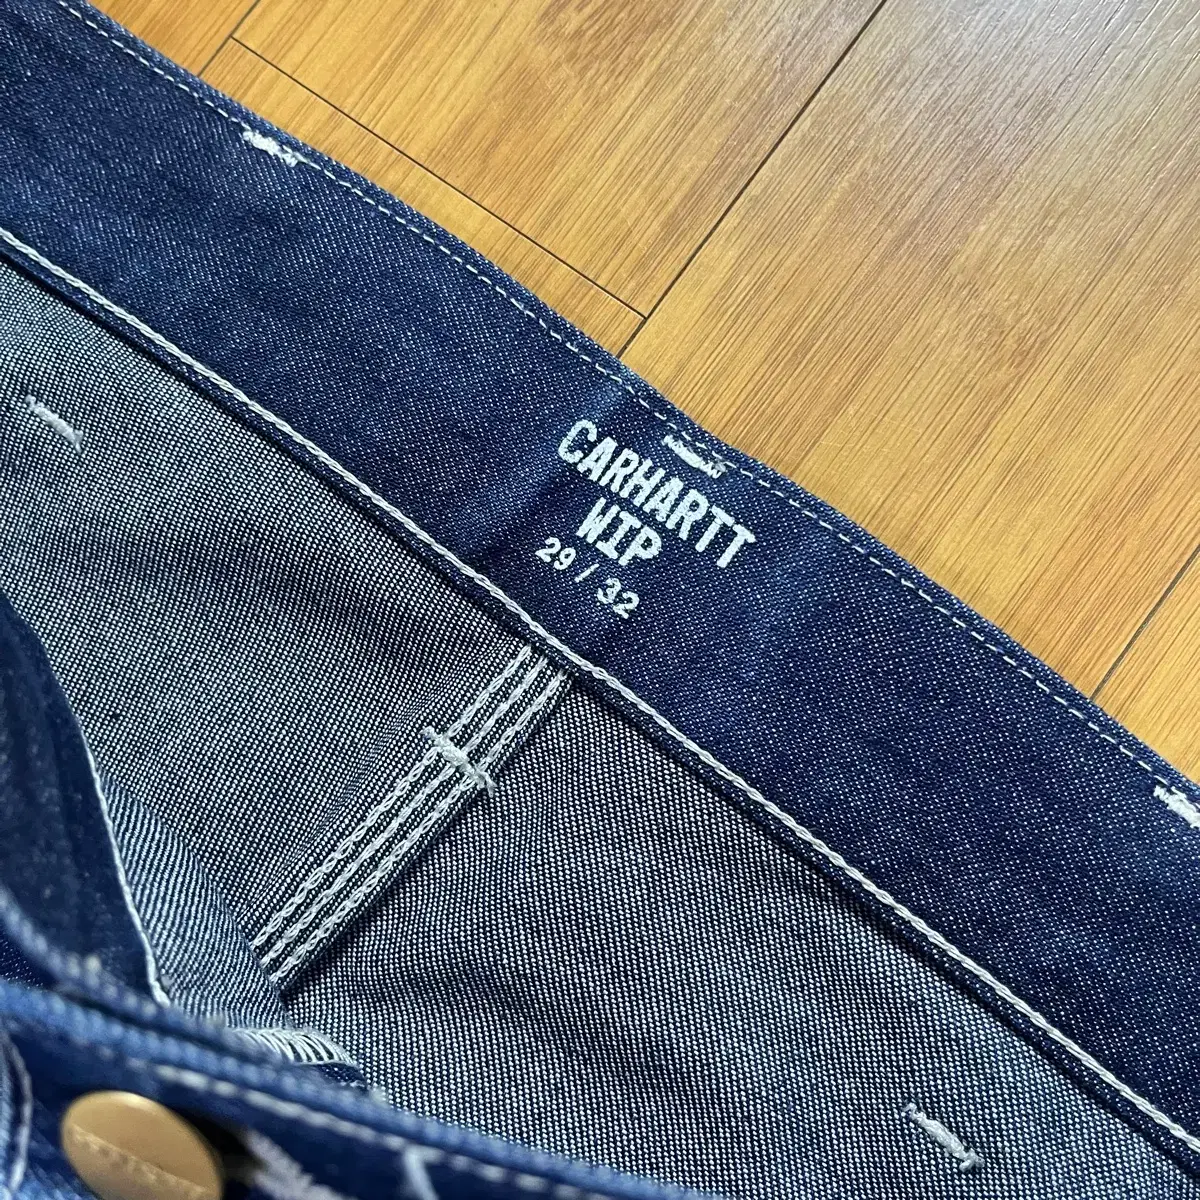 CARHARTT
WIP
29 / 32